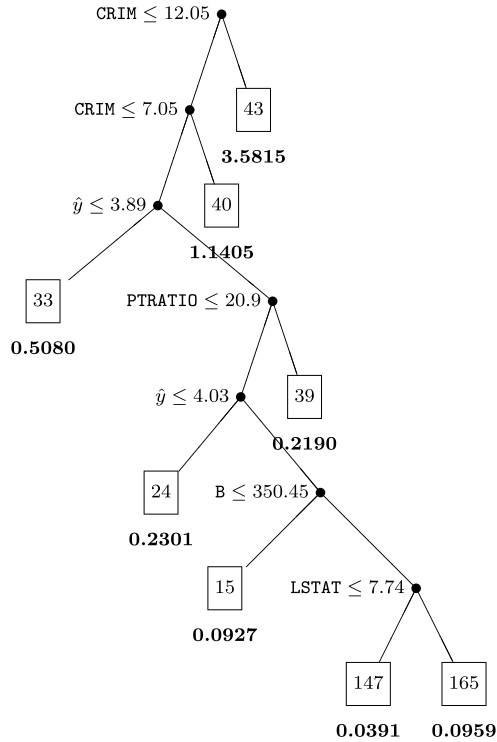 CRIM ≤ 12.05
CRIM ≤ 7.05
43
3.5815
ŷ ≤ 3.89
40
1.1405
33
0.5080
PTRATIO ≤ 20.9
ŷ ≤ 4.03
39
0.2190
24
0.2301
B ≤ 350.45
15
0.0927
LSTAT ≤ 7.74
147
165
0.0391
0.0959